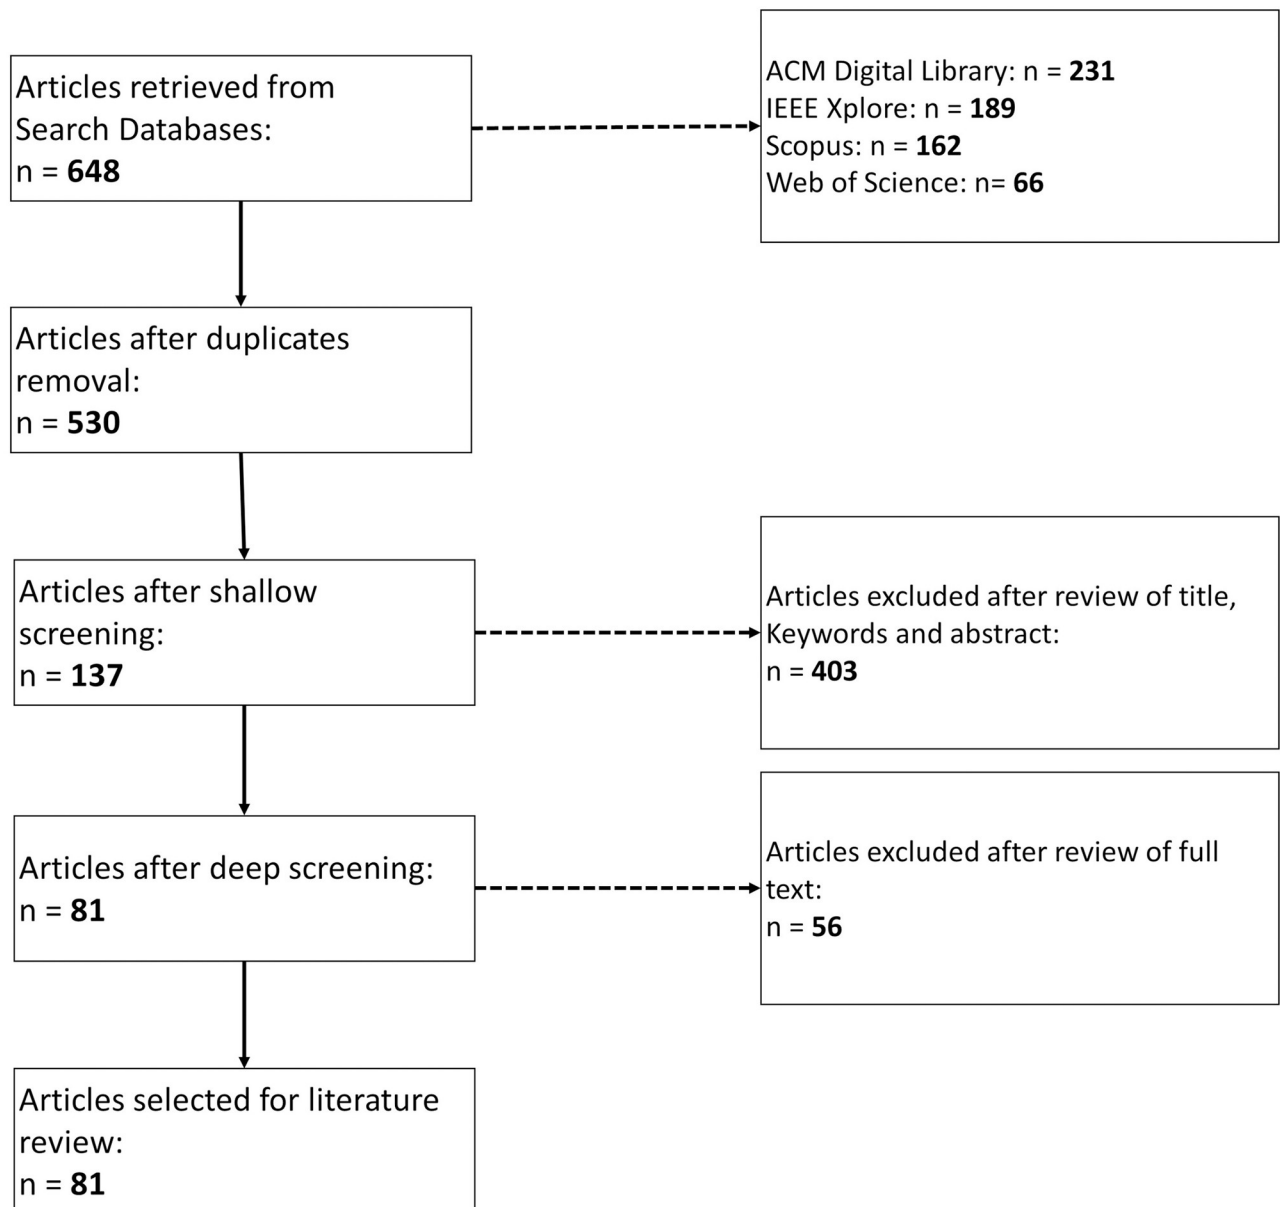 Articles retrieved from
Search Databases:
n = 648
ACM Digital Library: n = 231
IEEE Xplore: n = 189
Scopus: n = 162
Web of Science: n= 66
Articles after duplicates
removal:
n = 530
Articles after shallow
screening:
n = 137
Articles excluded after review of title,
Keywords and abstract:
n = 403
Articles after deep screening:
n = 81
Articles excluded after review of full
text:
n = 56
Articles selected for literature
review:
n = 81